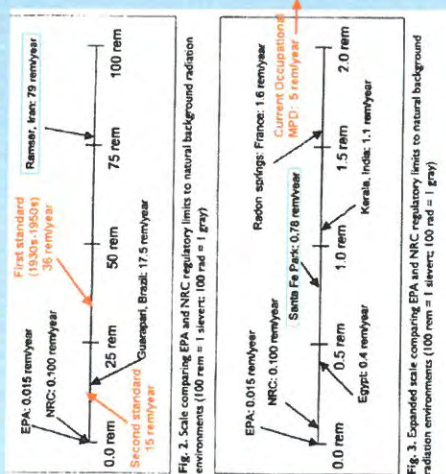 First standard
(1930s-1950s)
36 rem/year
Ramsar, Iran: 79 rem/year
EPA: 0.015 rem/year
NRC: 0.100 rem/year
0.0 rem
25 rem
50 rem
75 rem
100 rem
Second standard
15 rem/year
Guarapari, Brazil: 17.5 rem/year
Fig. 2. Scale comparing EPA and NRC regulatory limits to natural background radiation
environments (100 rem = 1 sievert; 100 rad = 1 gray)
Current Occupational
MPD: 5 rem/year
Radon springs: France: 1.6 rem/year
EPA: 0.015 rem/year
NRC: 0.100 rem/year
Santa Fe Park: 0.78 rem/year
0.0 rem
0.5 rem
1.0 rem
1.5 rem
2.0 rem
Egypt: 0.4 rem/year
Kerala, India: 1.1 rem/year
Fig. 3. Expanded scale comparing EPA and NRC regulatory limits to natural background
radiation environments (100 rem = 1 sievert; 100 rad = 1 gray)